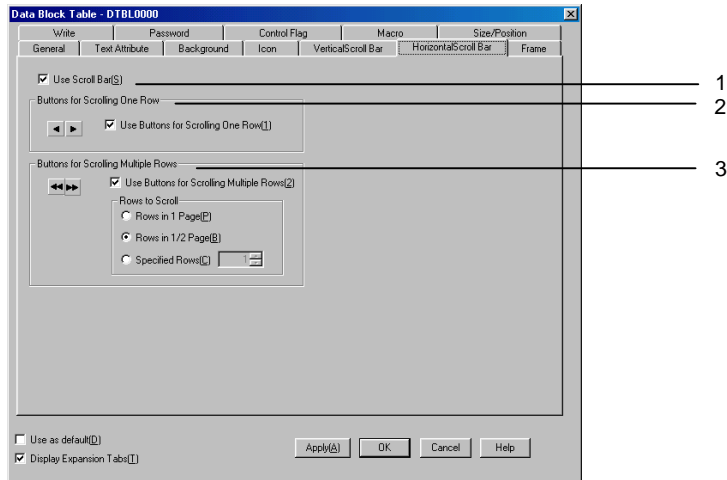 Data Block Table - DTBL0000
Write Password Control Flag Macro Size/Position
General Text Attribute Background Icon VerticalScroll Bar HorizontalScroll Bar Frame
Use Scroll Bar(S) 1
Buttons for Scrolling One Row 2
Use Buttons for Scrolling One Row(1)
Buttons for Scrolling Multiple Rows 3
Use Buttons for Scrolling Multiple Rows(2)
Rows to Scroll
Rows in 1 Page(P)
Rows in 1/2 Page(B)
Specified Rows(C) 1
Use as default(D)
Display Expansion Tabs(T)
Apply(A) OK Cancel Help